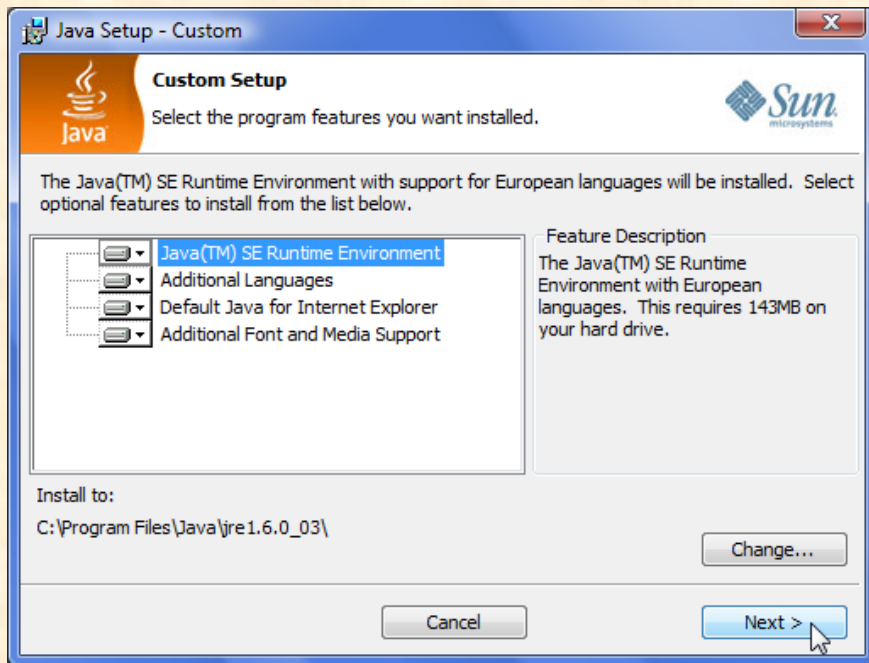 Java Setup - Custom
Custom Setup
Select the program features you want installed.
Java
Sun
microsystems
The Java(TM) SE Runtime Environment with support for European languages will be installed. Select
optional features to install from the list below.
Java(TM) SE Runtime Environment
Additional Languages
Default Java for Internet Explorer
Additional Font and Media Support
Feature Description
The Java(TM) SE Runtime
Environment with European
languages. This requires 143MB on
your hard drive.
Install to:
C:\Program Files\Java\jre1.6.0_03\
Change...
Cancel
Next >